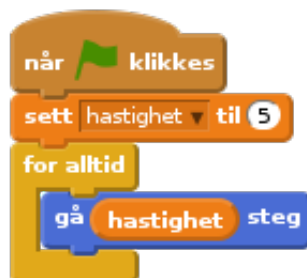 når klikkes
sett hastighet til 5
for alltid
gå hastighet steg